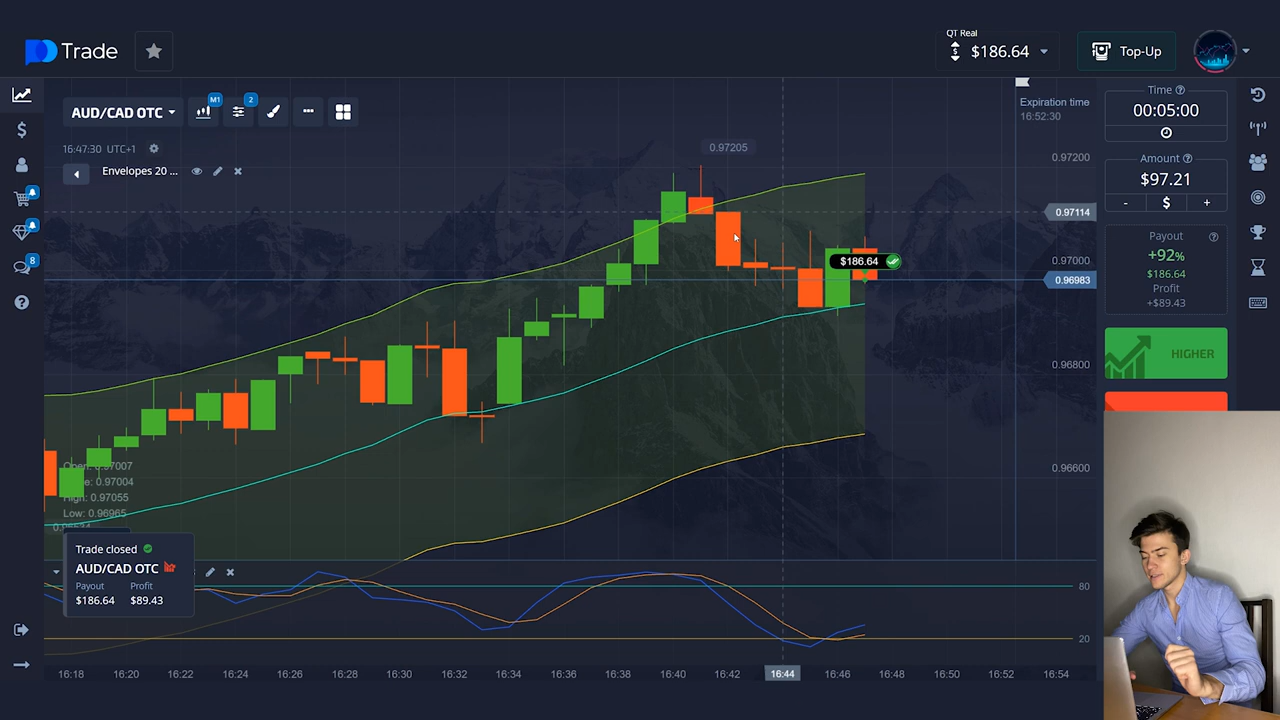 Trade
QT Real
$186.64
Top-Up
AUD/CAD OTC
M1
2
16:47:30 UTC+1
Envelopes 20 ...
0.97205
Expiration time
16:52:30
0.97200
0.97114
0.97000
0.96983
0.96800
0.96600
$186.64
Time
00:05:00
Amount
$97.21
- $ +
Payout
+92%
$186.64
Profit
+$89.43
HIGHER
8
0.97007
0.97004
High: 0.97055
Low: 0.96965
Trade closed
AUD/CAD OTC
Payout Profit
$186.64 $89.43
80
20
16:18 16:20 16:22 16:24 16:26 16:28 16:30 16:32 16:34 16:36 16:38 16:40 16:42 16:44 16:46 16:48 16:50 16:52 16:54